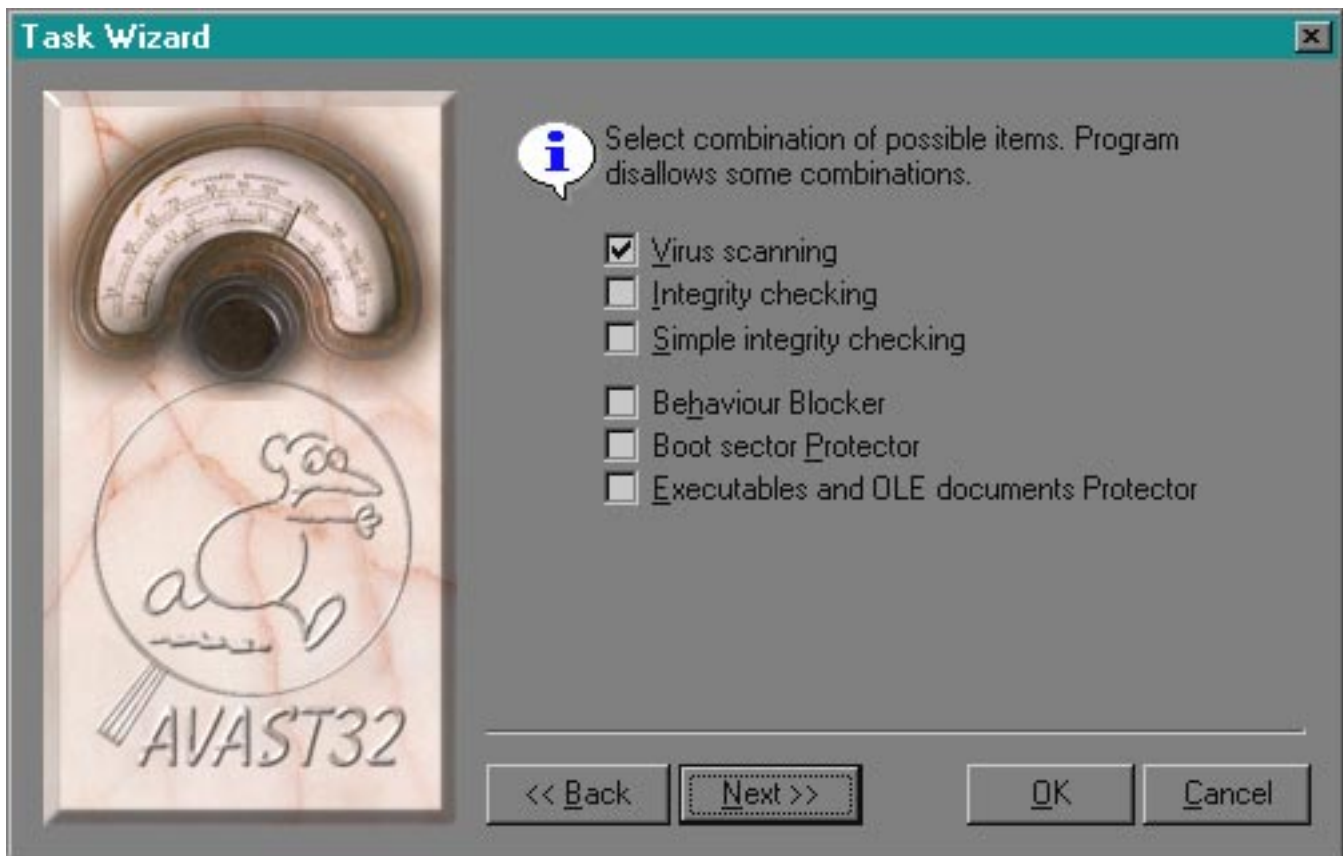 Task Wizard
Select combination of possible items. Program
disallows some combinations.
Virus scanning
Integrity checking
Simple integrity checking
Behaviour Blocker
Boot sector Protector
Executables and OLE documents Protector
AVAST32
<< Back
Next >>
OK
Cancel